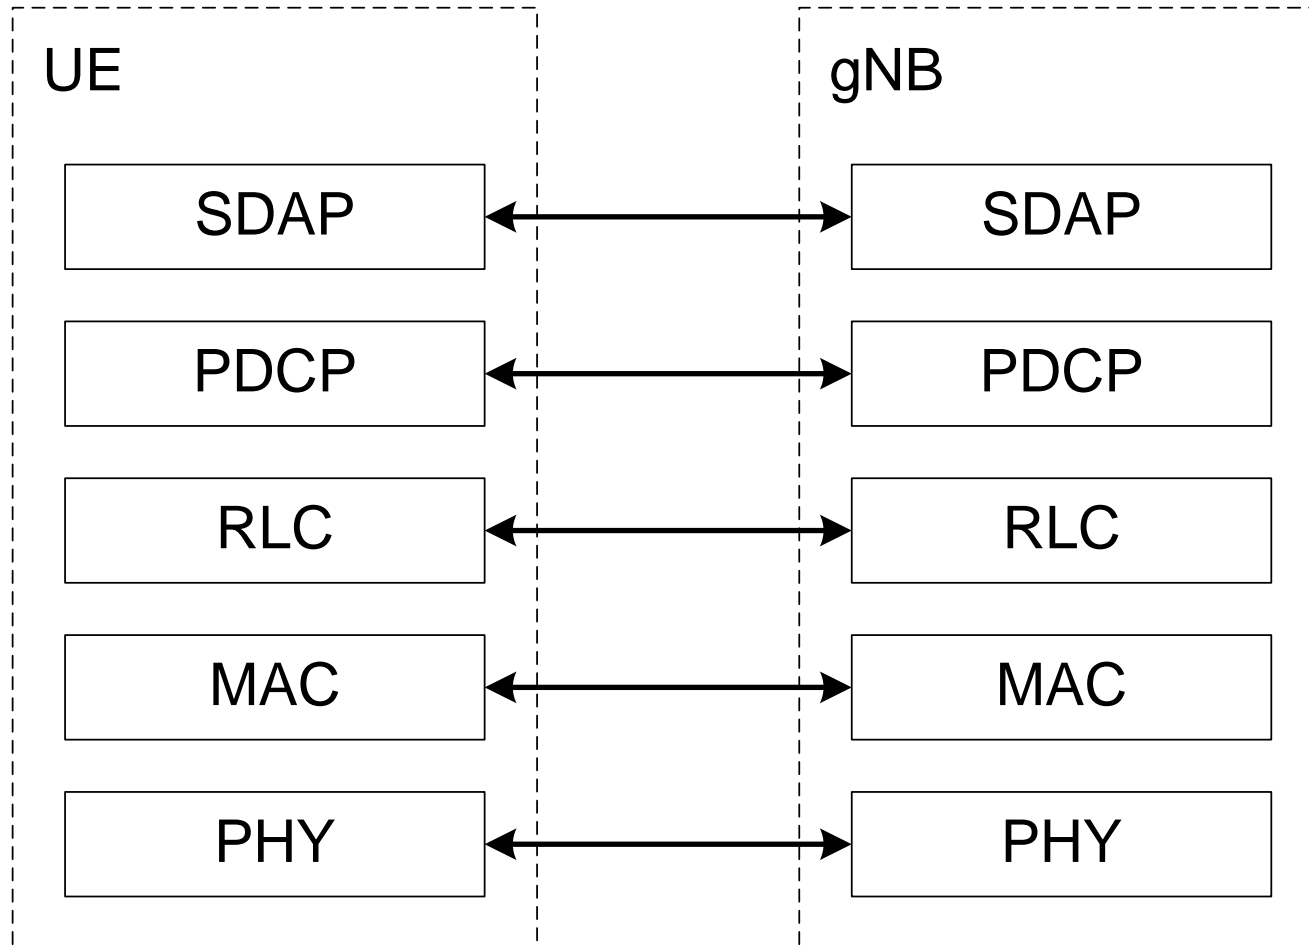 UE gNB
SDAP SDAP
PDCP PDCP
RLC RLC
MAC MAC
PHY PHY